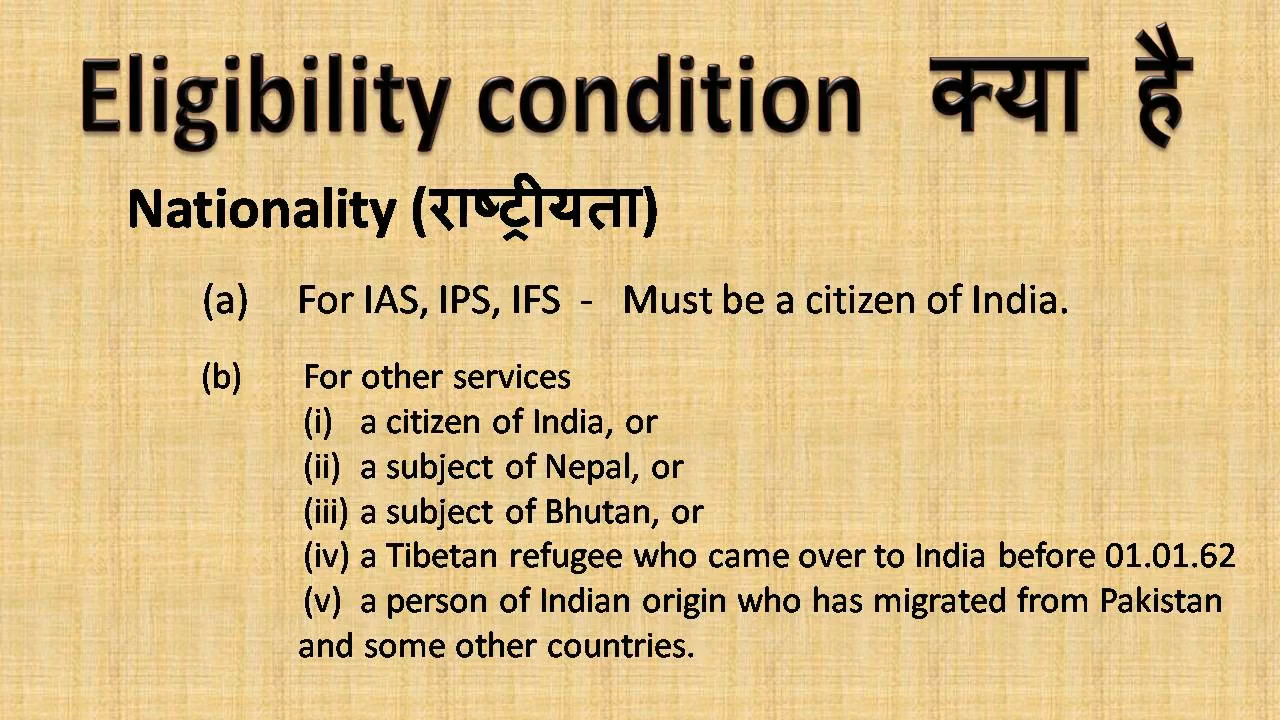 Eligibility condition क्या है
Nationality (राष्ट्रीयता)
(a) For IAS, IPS, IFS - Must be a citizen of India.
(b) For other services
(i) a citizen of India, or
(ii) a subject of Nepal, or
(iii) a subject of Bhutan, or
(iv) a Tibetan refugee who came over to India before 01.01.62
(v) a person of Indian origin who has migrated from Pakistan
and some other countries.